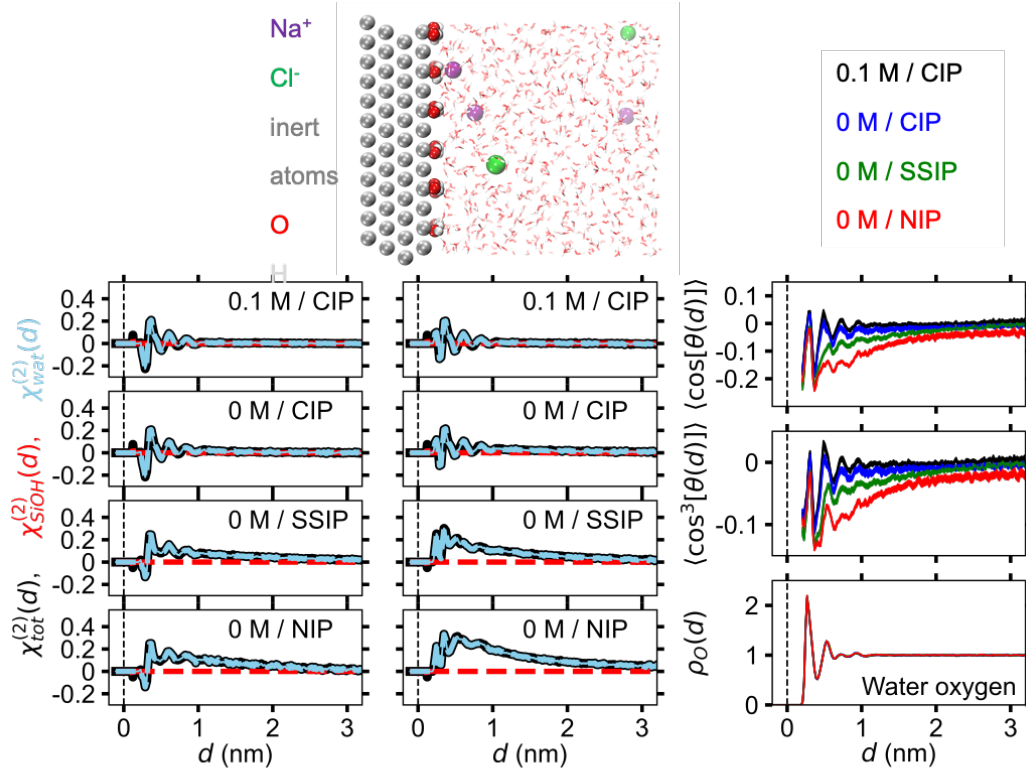 Na⁺
Cl⁻
inert
atoms
O
H
0.1 M / CIP
0 M / CIP
0 M / SSIP
0 M / NIP
χ_tot^(2)(d), χ_SiOH^(2)(d), χ_wat^(2)(d)
0.1 M / CIP
0.4
0.2
0
-0.2
0 M / CIP
0.4
0.2
0
-0.2
0 M / SSIP
0.4
0.2
0
-0.2
0 M / NIP
0.4
0.2
0
-0.2
0 1 2 3
d (nm)
0.1 M / CIP
0 M / CIP
0 M / SSIP
0 M / NIP
0 1 2 3
d (nm)
⟨cos[θ(d)]⟩
0.1
0
-0.1
-0.2
⟨cos³[θ(d)]⟩
0
-0.1
ρ_O(d)
2
1
0
Water oxygen
0 1 2 3
d (nm)